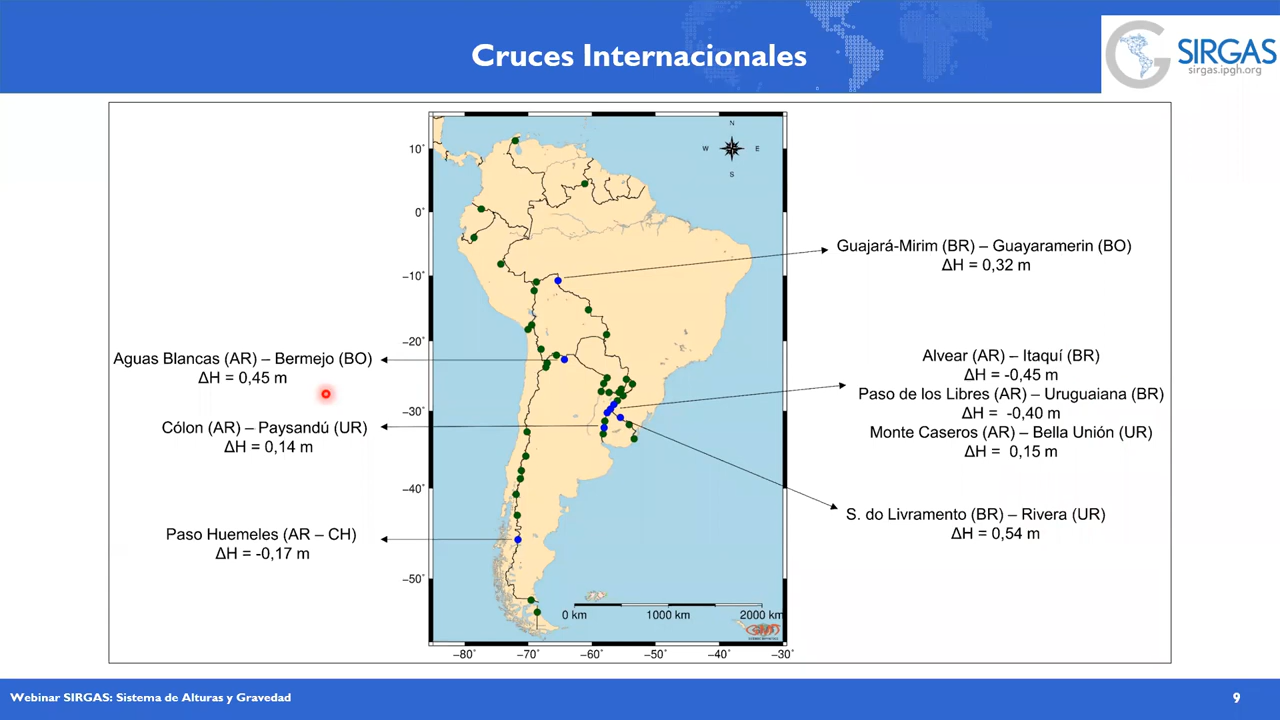 Cruces Internacionales
SIRGAS
sirgas.ipgh.org
N
W
E
S
10°
0°
−10°
−20°
−30°
−40°
−50°
−80°
−70°
−60°
−50°
−40°
−30°
0 km
1000 km
2000 km
GMT
Guajará-Mirim (BR) – Guayaramerin (BO)
ΔH = 0,32 m
Aguas Blancas (AR) – Bermejo (BO)
ΔH = 0,45 m
Alvear (AR) – Itaquí (BR)
ΔH = -0,45 m
Paso de los Libres (AR) – Uruguaiana (BR)
ΔH = -0,40 m
Monte Caseros (AR) – Bella Unión (UR)
ΔH = 0,15 m
Cólon (AR) – Paysandú (UR)
ΔH = 0,14 m
S. do Livramento (BR) – Rivera (UR)
ΔH = 0,54 m
Paso Huemeles (AR – CH)
ΔH = -0,17 m
Webinar SIRGAS: Sistema de Alturas y Gravedad
9